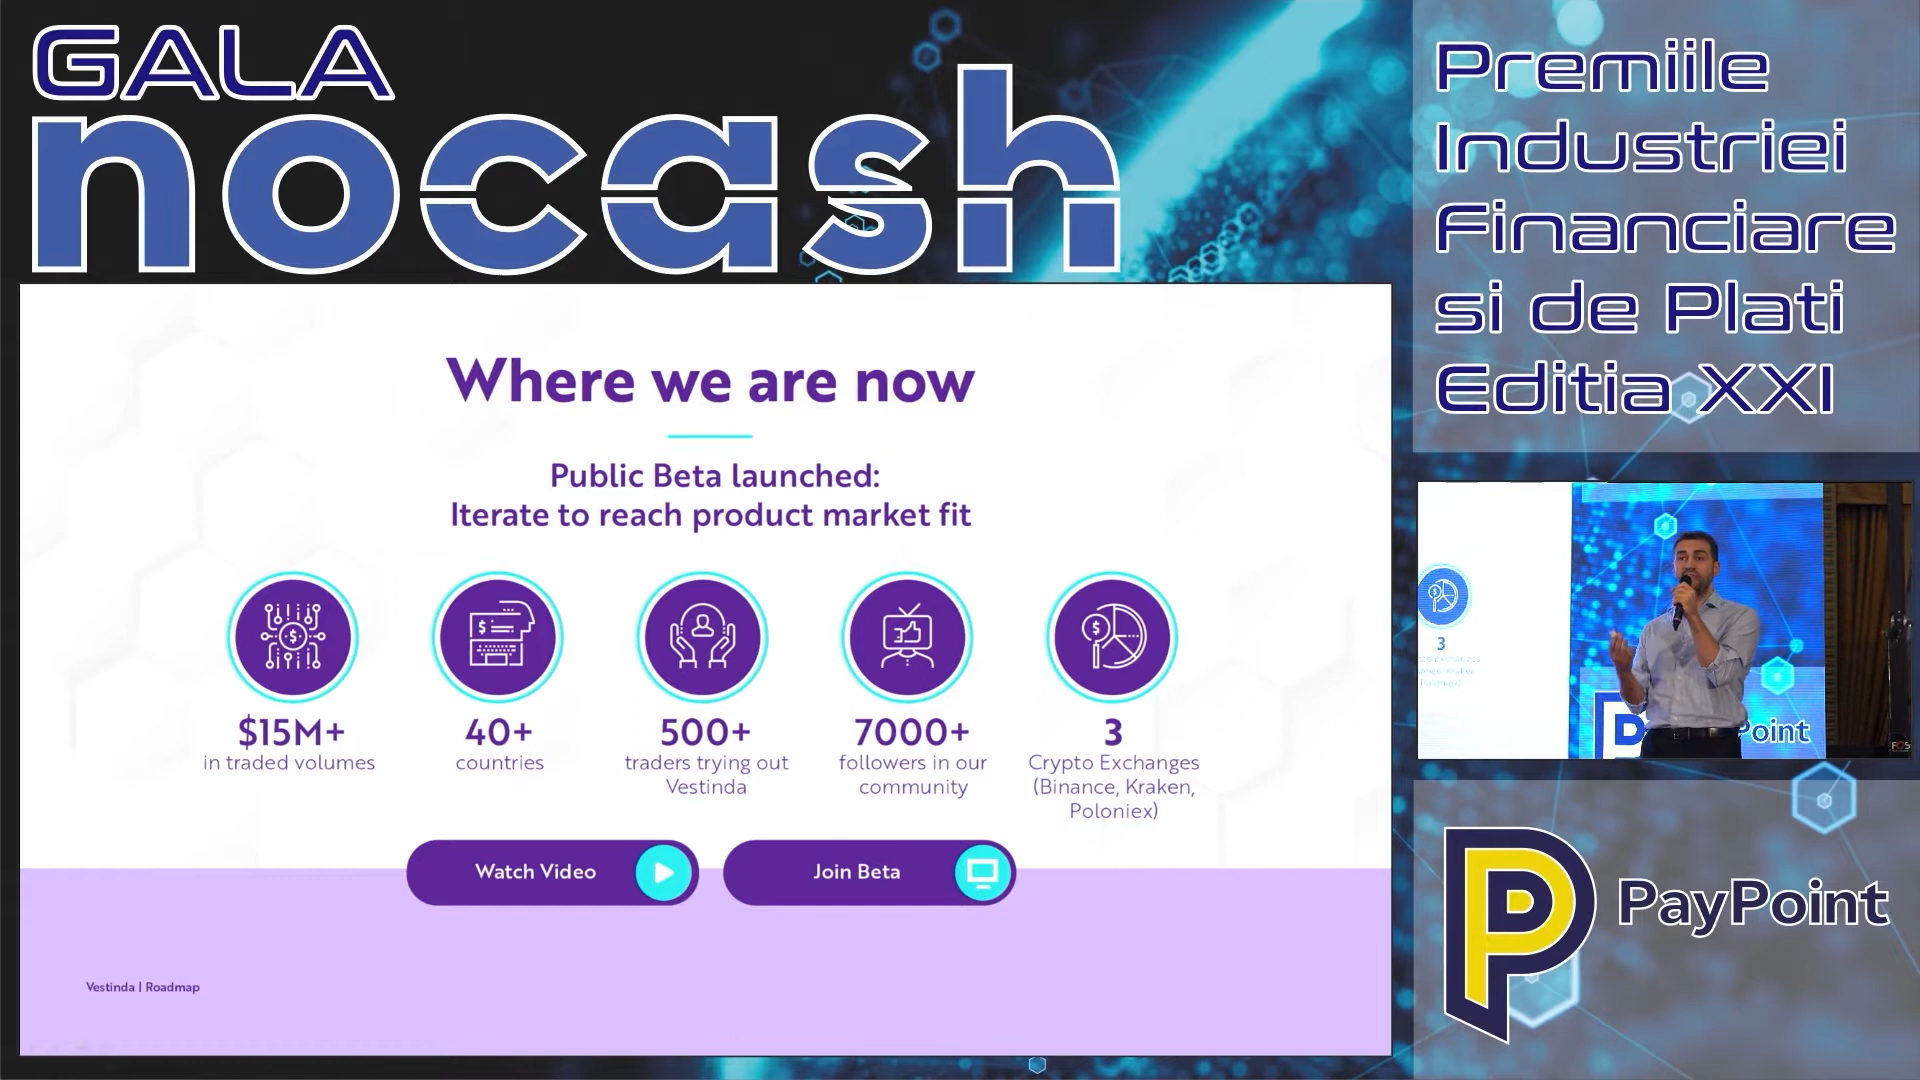 GALA
nocash
Premiile
Industriei
Financiare
si de Plati
Editia XXI
Where we are now
Public Beta launched:
Iterate to reach product market fit
$15M+
in traded volumes
40+
countries
500+
traders trying out
Vestinda
7000+
followers in our
community
3
Crypto Exchanges
(Binance, Kraken,
Poloniex)
Watch Video
Join Beta
Vestinda | Roadmap
3
Point
PayPoint